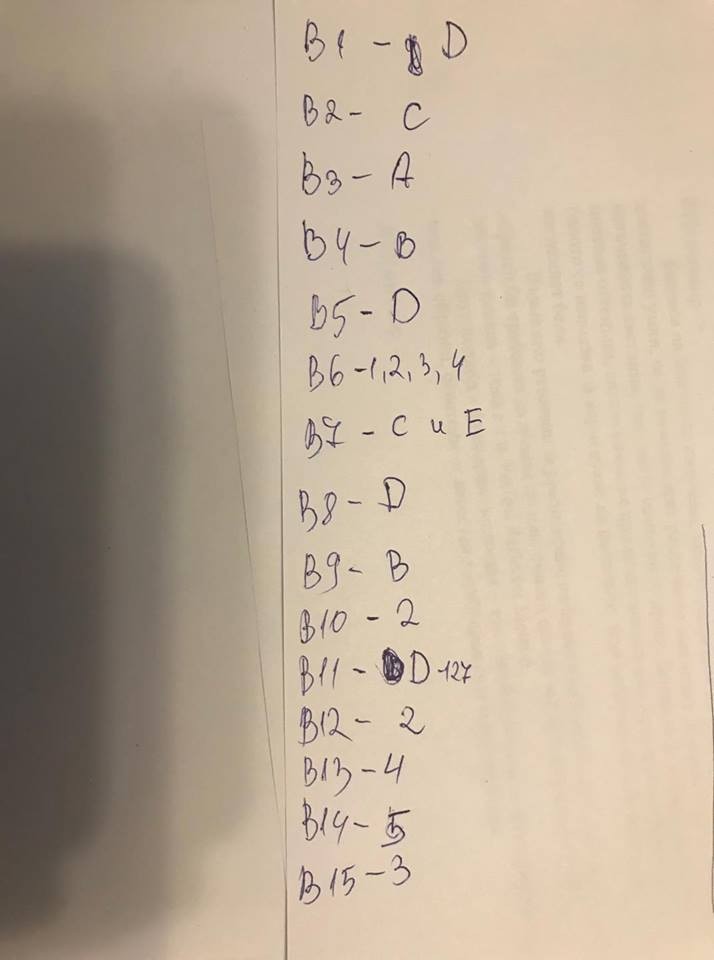 B1 - D
B2 - C
B3 - A
B4 - B
B5 - D
B6 - 1, 2, 3, 4
B7 - C и E
B8 - D
B9 - B
B10 - 2
B11 - D-127
B12 - 2
B13 - 4
B14 - 5
B15 - 3